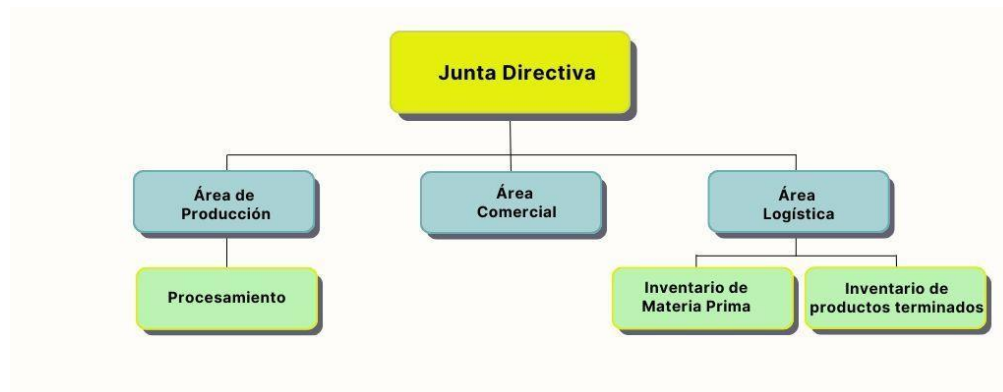 Junta Directiva
Área de
Producción
Área
Comercial
Área
Logística
Procesamiento
Inventario de
Materia Prima
Inventario de
productos terminados